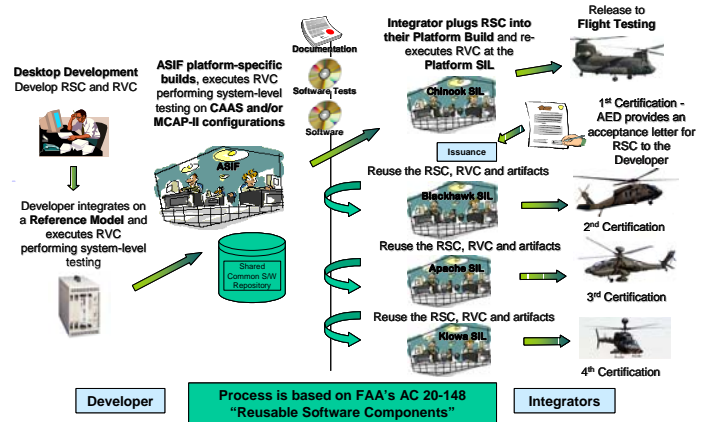 Desktop Development
Develop RSC and RVC
Developer integrates on
a Reference Model and
executes RVC
performing system-level
testing
ASIF platform-specific
builds, executes RVC
performing system-level
testing on CAAS and/or
MCAP-II configurations
ASIF
Shared
Common S/W
Repository
Documentation
Software Tests
Software
Integrator plugs RSC into
their Platform Build and re-
executes RVC at the
Platform SIL
Chinook SIL
Release to
Flight Testing
1st Certification -
AED provides an
acceptance letter for
RSC to the
Developer
Issuance
Reuse the RSC, RVC and artifacts
Blackhawk SIL
2nd Certification
Reuse the RSC, RVC and artifacts
Apache SIL
3rd Certification
Reuse the RSC, RVC and artifacts
Kiowa SIL
4th Certification
Developer
Process is based on FAA's AC 20-148
"Reusable Software Components"
Integrators